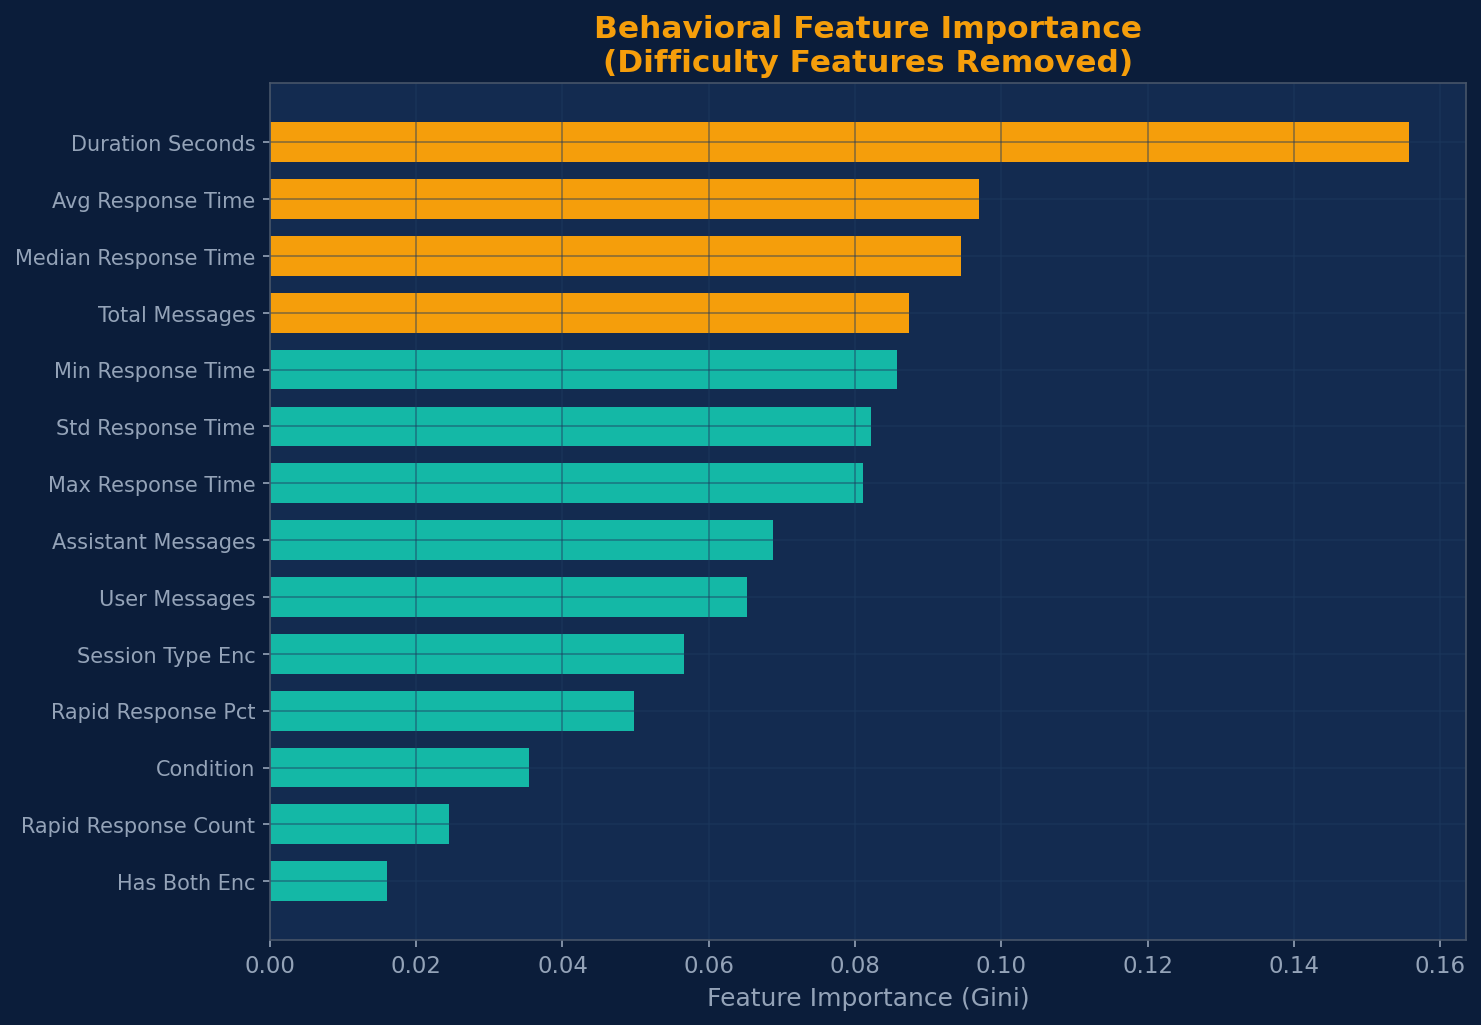 Behavioral Feature Importance
(Difficulty Features Removed)
Duration Seconds
Avg Response Time
Median Response Time
Total Messages
Min Response Time
Std Response Time
Max Response Time
Assistant Messages
User Messages
Session Type Enc
Rapid Response Pct
Condition
Rapid Response Count
Has Both Enc
0.00 0.02 0.04 0.06 0.08 0.10 0.12 0.14 0.16
Feature Importance (Gini)